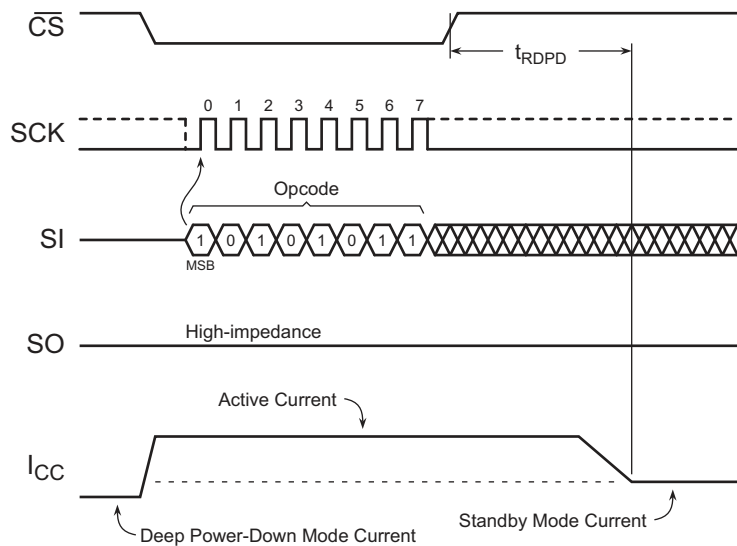 CS
tRDPD
0 1 2 3 4 5 6 7
SCK
Opcode
SI
1 0 1 0 1 0 1 1
MSB
High-impedance
SO
Active Current
ICC
Deep Power-Down Mode Current
Standby Mode Current